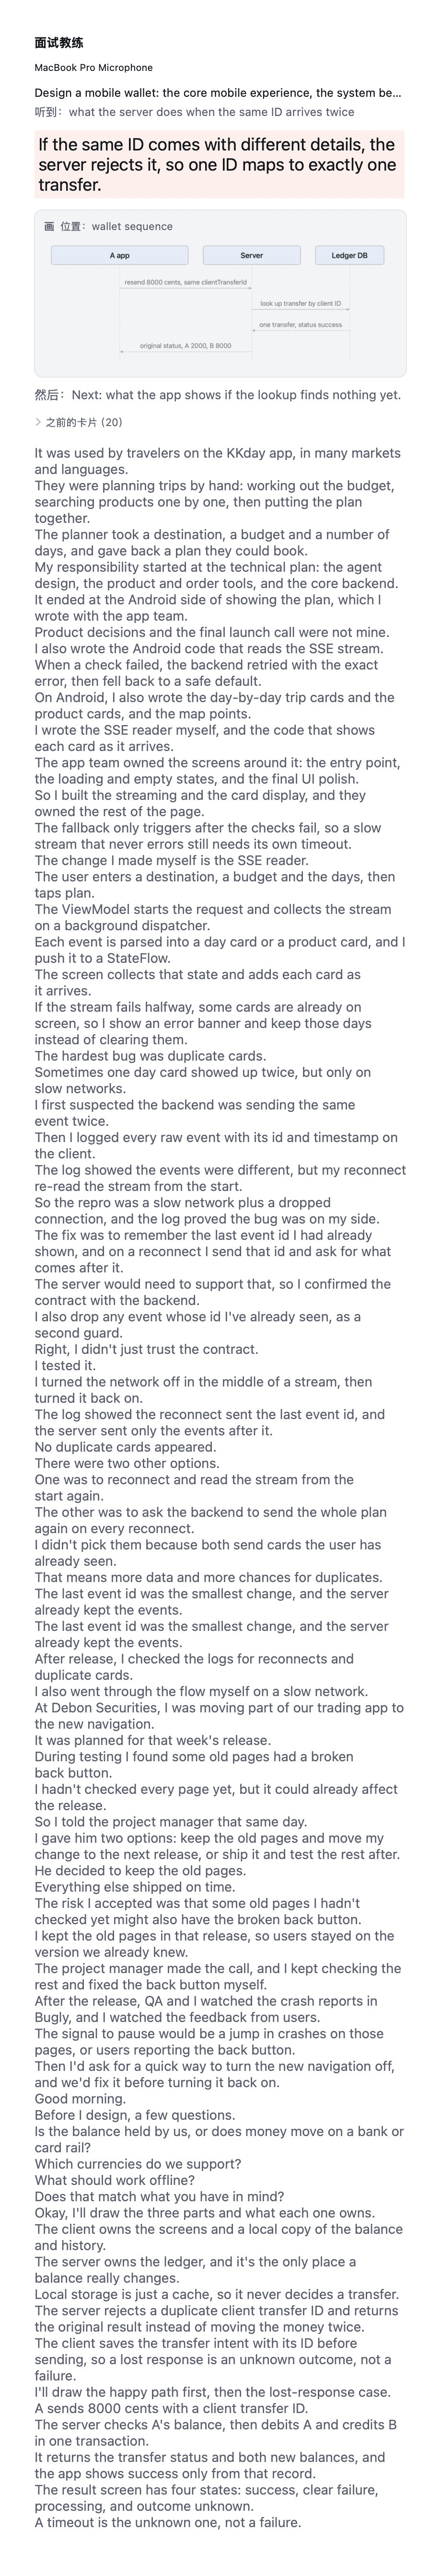 面试教练
MacBook Pro Microphone
Design a mobile wallet: the core mobile experience, the system be...
听到：what the server does when the same ID arrives twice
If the same ID comes with different details, the
server rejects it, so one ID maps to exactly one
transfer.
画 位置：wallet sequence
A app
Server
Ledger DB
resend 8000 cents, same clientTransferId
look up transfer by client ID
one transfer, status success
original status, A 2000, B 8000
然后：Next: what the app shows if the lookup finds nothing yet.
之前的卡片 (20)
It was used by travelers on the KKday app, in many markets
and languages.
They were planning trips by hand: working out the budget,
searching products one by one, then putting the plan
together.
The planner took a destination, a budget and a number of
days, and gave back a plan they could book.
My responsibility started at the technical plan: the agent
design, the product and order tools, and the core backend.
It ended at the Android side of showing the plan, which I
wrote with the app team.
Product decisions and the final launch call were not mine.
I also wrote the Android code that reads the SSE stream.
When a check failed, the backend retried with the exact
error, then fell back to a safe default.
On Android, I also wrote the day-by-day trip cards and the
product cards, and the map points.
I wrote the SSE reader myself, and the code that shows
each card as it arrives.
The app team owned the screens around it: the entry point,
the loading and empty states, and the final UI polish.
So I built the streaming and the card display, and they
owned the rest of the page.
The fallback only triggers after the checks fail, so a slow
stream that never errors still needs its own timeout.
The change I made myself is the SSE reader.
The user enters a destination, a budget and the days, then
taps plan.
The ViewModel starts the request and collects the stream
on a background dispatcher.
Each event is parsed into a day card or a product card, and I
push it to a StateFlow.
The screen collects that state and adds each card as
it arrives.
If the stream fails halfway, some cards are already on
screen, so I show an error banner and keep those days
instead of clearing them.
The hardest bug was duplicate cards.
Sometimes one day card showed up twice, but only on
slow networks.
I first suspected the backend was sending the same
event twice.
Then I logged every raw event with its id and timestamp on
the client.
The log showed the events were different, but my reconnect
re-read the stream from the start.
So the repro was a slow network plus a dropped
connection, and the log proved the bug was on my side.
The fix was to remember the last event id I had already
shown, and on a reconnect I send that id and ask for what
comes after it.
The server would need to support that, so I confirmed the
contract with the backend.
I also drop any event whose id I've already seen, as a
second guard.
Right, I didn't just trust the contract.
I tested it.
I turned the network off in the middle of a stream, then
turned it back on.
The log showed the reconnect sent the last event id, and
the server sent only the events after it.
No duplicate cards appeared.
There were two other options.
One was to reconnect and read the stream from the
start again.
The other was to ask the backend to send the whole plan
again on every reconnect.
I didn't pick them because both send cards the user has
already seen.
That means more data and more chances for duplicates.
The last event id was the smallest change, and the server
already kept the events.
The last event id was the smallest change, and the server
already kept the events.
After release, I checked the logs for reconnects and
duplicate cards.
I also went through the flow myself on a slow network.
At Debon Securities, I was moving part of our trading app to
the new navigation.
It was planned for that week's release.
During testing I found some old pages had a broken
back button.
I hadn't checked every page yet, but it could already affect
the release.
So I told the project manager that same day.
I gave him two options: keep the old pages and move my
change to the next release, or ship it and test the rest after.
He decided to keep the old pages.
Everything else shipped on time.
The risk I accepted was that some old pages I hadn't
checked yet might also have the broken back button.
I kept the old pages in that release, so users stayed on the
version we already knew.
The project manager made the call, and I kept checking the
rest and fixed the back button myself.
After the release, QA and I watched the crash reports in
Bugly, and I watched the feedback from users.
The signal to pause would be a jump in crashes on those
pages, or users reporting the back button.
Then I'd ask for a quick way to turn the new navigation off,
and we'd fix it before turning it back on.
Good morning.
Before I design, a few questions.
Is the balance held by us, or does money move on a bank or
card rail?
Which currencies do we support?
What should work offline?
Does that match what you have in mind?
Okay, I'll draw the three parts and what each one owns.
The client owns the screens and a local copy of the balance
and history.
The server owns the ledger, and it's the only place a
balance really changes.
Local storage is just a cache, so it never decides a transfer.
The server rejects a duplicate client transfer ID and returns
the original result instead of moving the money twice.
The client saves the transfer intent with its ID before
sending, so a lost response is an unknown outcome, not a
failure.
I'll draw the happy path first, then the lost-response case.
A sends 8000 cents with a client transfer ID.
The server checks A's balance, then debits A and credits B
in one transaction.
It returns the transfer status and both new balances, and
the app shows success only from that record.
The result screen has four states: success, clear failure,
processing, and outcome unknown.
A timeout is the unknown one, not a failure.